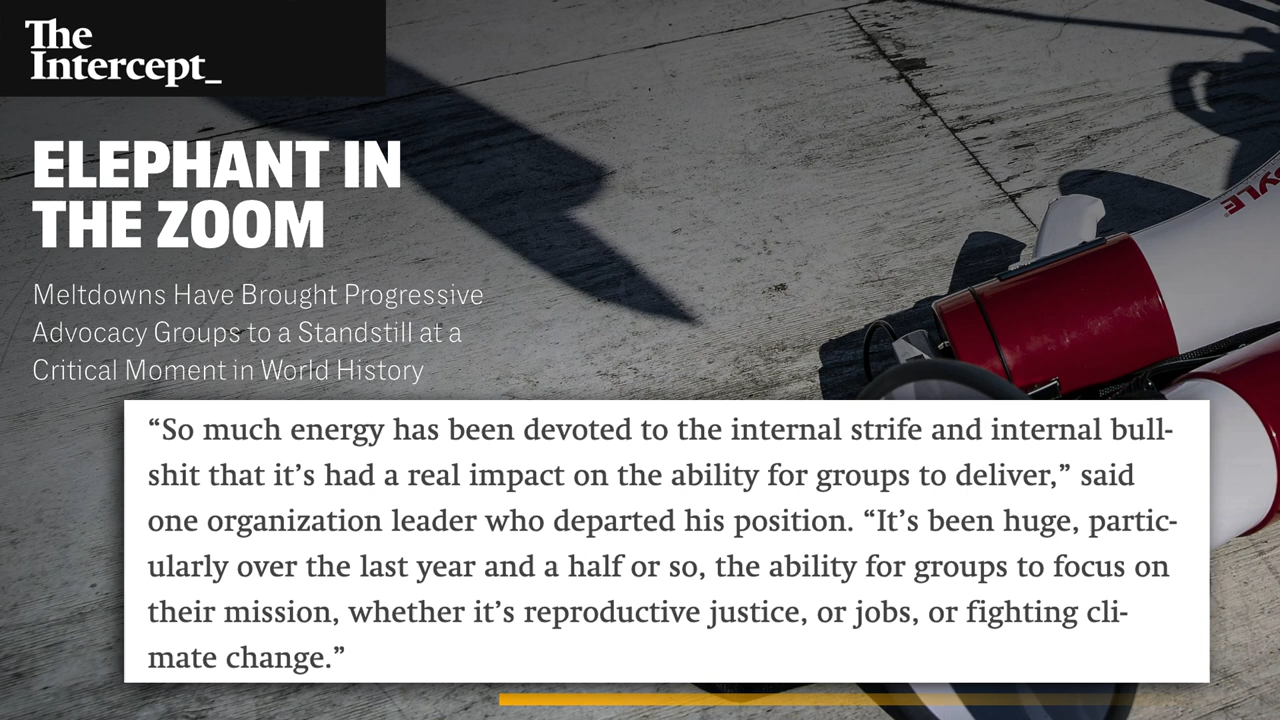 The
Intercept_
ELEPHANT IN
THE ZOOM
Meltdowns Have Brought Progressive
Advocacy Groups to a Standstill at a
Critical Moment in World History
YLE
“So much energy has been devoted to the internal strife and internal bull-
shit that it’s had a real impact on the ability for groups to deliver,” said
one organization leader who departed his position. “It’s been huge, partic-
ularly over the last year and a half or so, the ability for groups to focus on
their mission, whether it’s reproductive justice, or jobs, or fighting cli-
mate change.”